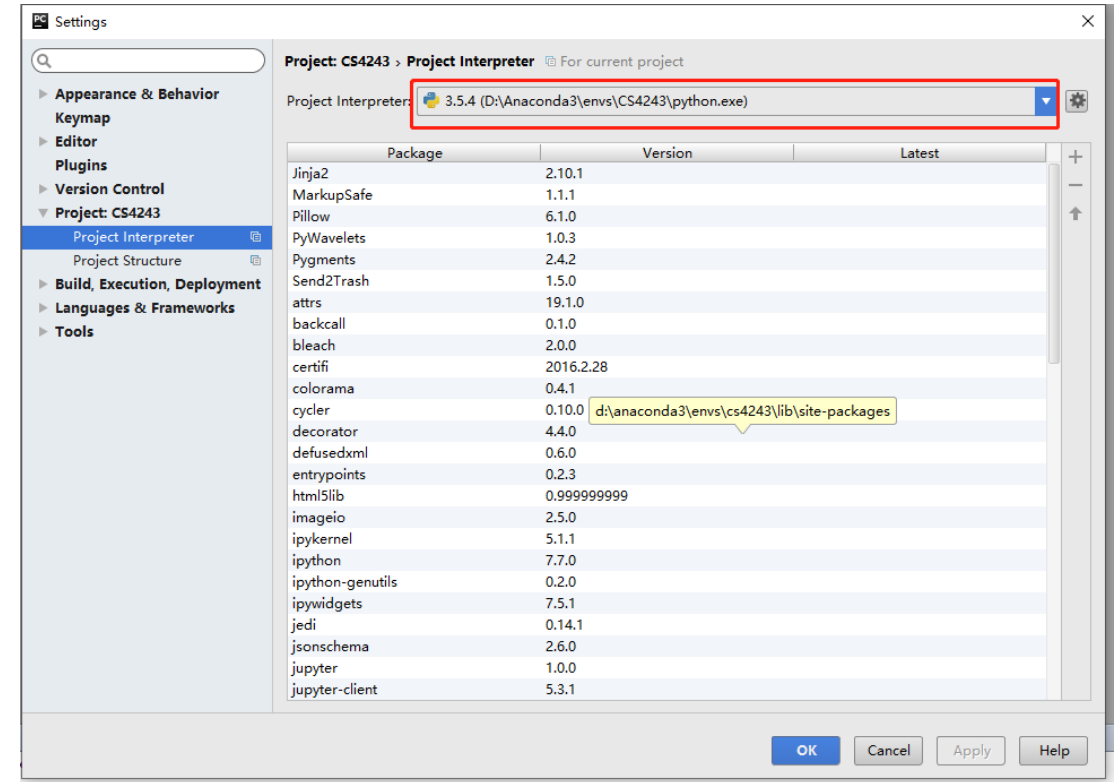 PC Settings
Project: CS4243 › Project Interpreter For current project
Appearance & Behavior
Keymap
Editor
Plugins
Version Control
Project: CS4243
Project Interpreter
Project Structure
Build, Execution, Deployment
Languages & Frameworks
Tools
Project Interpreter: 3.5.4 (D:\Anaconda3\envs\CS4243\python.exe)
Package Version Latest
Jinja2 2.10.1
MarkupSafe 1.1.1
Pillow 6.1.0
PyWavelets 1.0.3
Pygments 2.4.2
Send2Trash 1.5.0
attrs 19.1.0
backcall 0.1.0
bleach 2.0.0
certifi 2016.2.28
colorama 0.4.1
cycler 0.10.0
d:\anaconda3\envs\cs4243\lib\site-packages
decorator 4.4.0
defusedxml 0.6.0
entrypoints 0.2.3
html5lib 0.999999999
imageio 2.5.0
ipykernel 5.1.1
ipython 7.7.0
ipython-genutils 0.2.0
ipywidgets 7.5.1
jedi 0.14.1
jsonschema 2.6.0
jupyter 1.0.0
jupyter-client 5.3.1
OK Cancel Apply Help